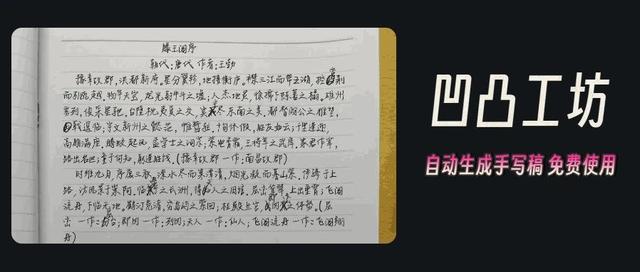 滕王阁序
朝代:唐代 作者:王勃
豫章故郡,洪都新府。星分翼轸,地接衡庐。襟三江而带五湖,控荆
而引瓯越。物华天宝,龙光射牛斗之墟;人杰地灵,徐孺下陈蕃之榻。雄州
雾列,俊采星驰。台隍枕夷夏之交,宾尽东南之美。都督阎公之雅望,
戟遥临;宇文新州之懿范,襜帷暂驻。十旬休假,胜友如云;千里逢迎,
高朋满座。腾蛟起凤,孟学士之词宗;紫电青霜,王将军之武库。家君作宰,
路出名区;童子何知,躬逢胜饯。(豫章故郡 一作:南昌故郡)
时维九月,序属三秋。潦水尽而寒潭清,烟光凝而暮山紫。俨骖騑于上
路,访风景于崇阿。临帝子之长洲,得人之旧馆。层峦耸翠,上出重霄;飞阁
流丹,下临无地。鹤汀凫渚,穷岛屿之萦回;桂殿兰宫,即冈峦之体势。(层
峦 一作:层台;即冈 一作:列冈;天人 一作:仙人;飞阁流丹 一作:飞阁翔
丹)
凹凸工坊
自动生成手写稿 免费使用